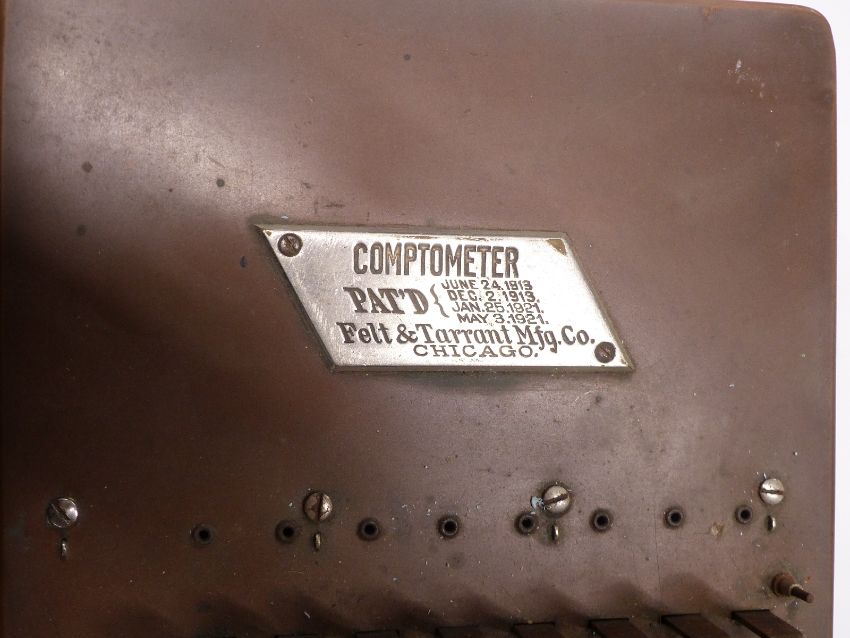 COMPTOMETER
PAT'D { JUNE 24.1913
DEC. 2.1913.
JAN.25.1921.
MAY 3.1921.
Felt & Tarrant Mfg. Co.
CHICAGO.